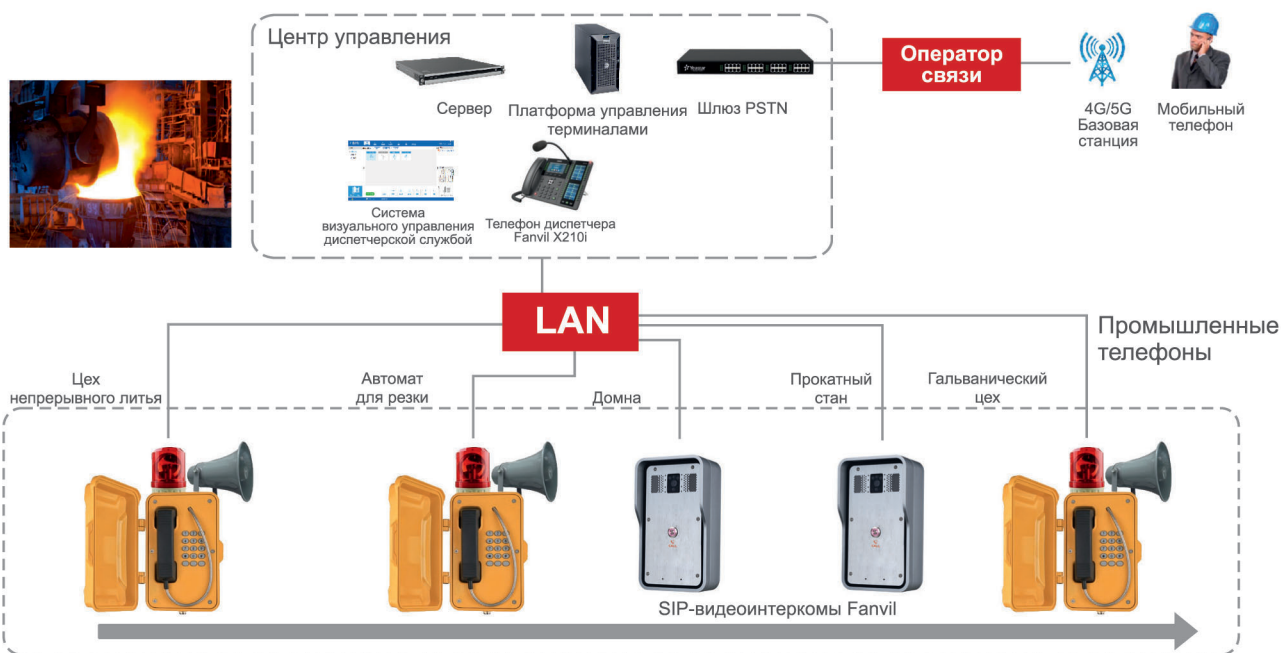 Центр управления
Сервер
Платформа управления
терминалами
Шлюз PSTN
Оператор
связи
4G/5G
Базовая
станция
Мобильный
телефон
Система
визуального управления
диспетчерской службой
Телефон диспетчера
Fanvil X210i
LAN
Промышленные
телефоны
Цех
непрерывного литья
Автомат
для резки
Домна
Прокатный
стан
Гальванический
цех
SIP-видеоинтеркомы Fanvil